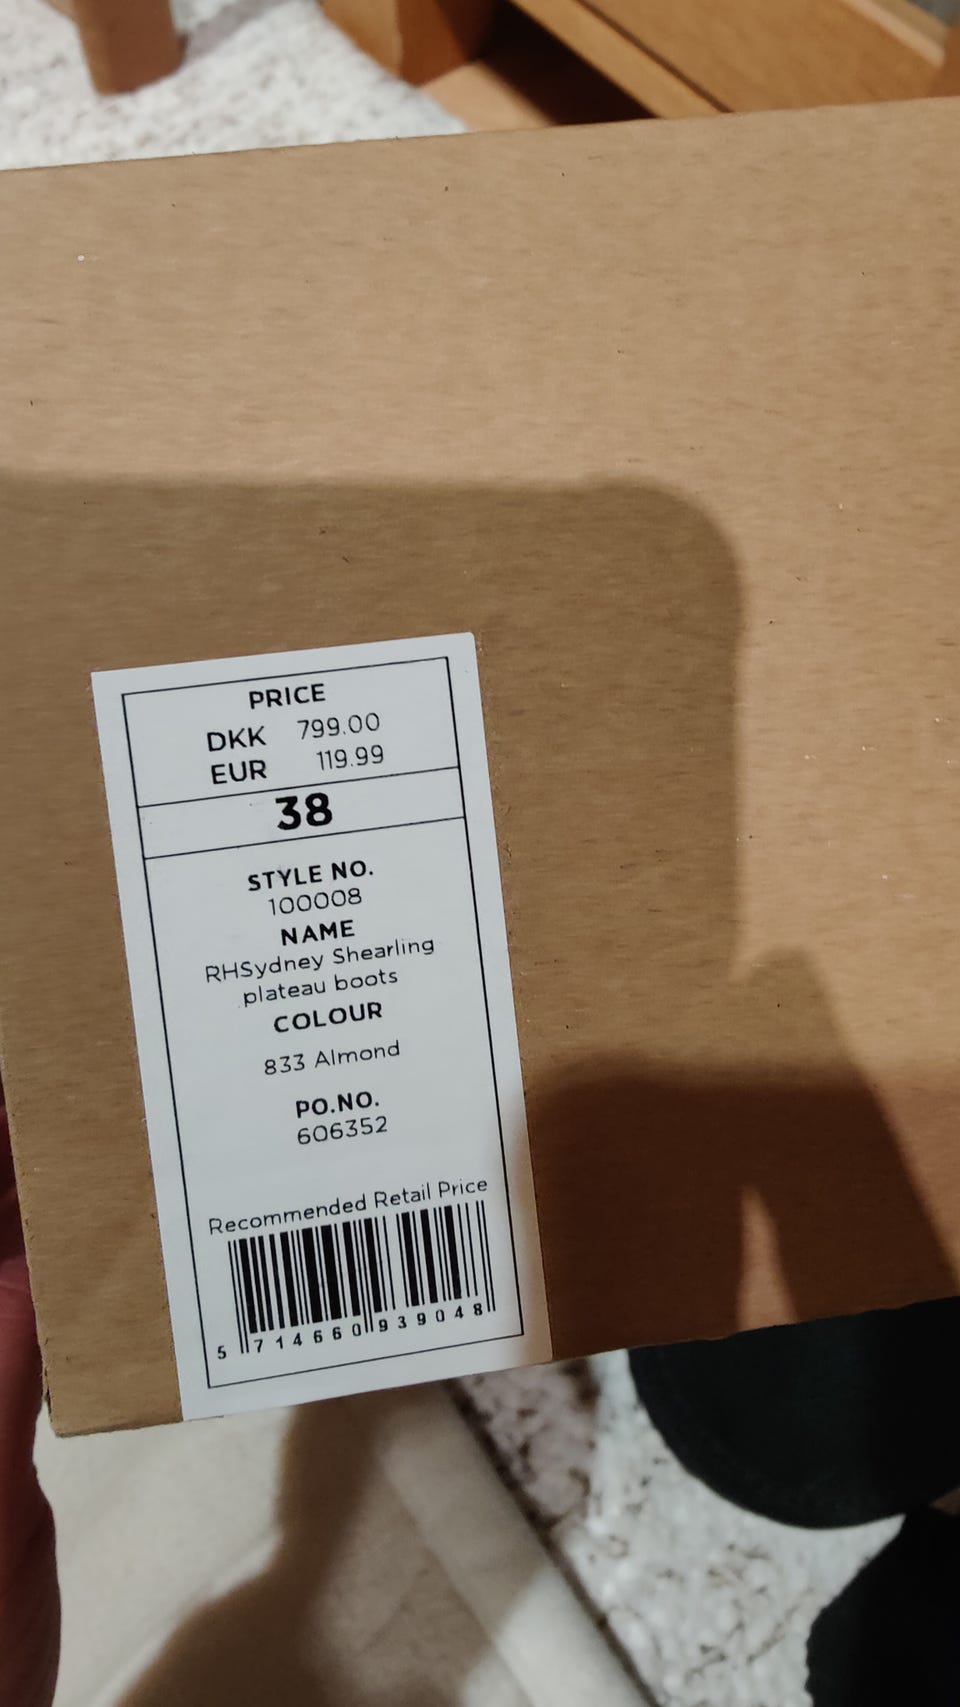 PRICE
DKK 799.00
EUR 119.99
38
STYLE NO.
100008
NAME
RHSydney Shearling
plateau boots
COLOUR
833 Almond
PO.NO.
606352
Recommended Retail Price
5 714660 939048